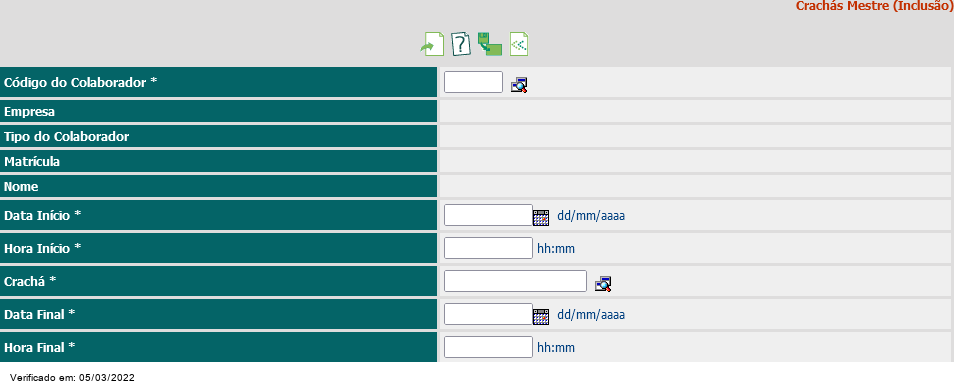 Crachás Mestre (Inclusão)
Código do Colaborador *
Empresa
Tipo do Colaborador
Matrícula
Nome
Data Início * dd/mm/aaaa
Hora Início * hh:mm
Crachá *
Data Final * dd/mm/aaaa
Hora Final * hh:mm
Verificado em: 05/03/2022